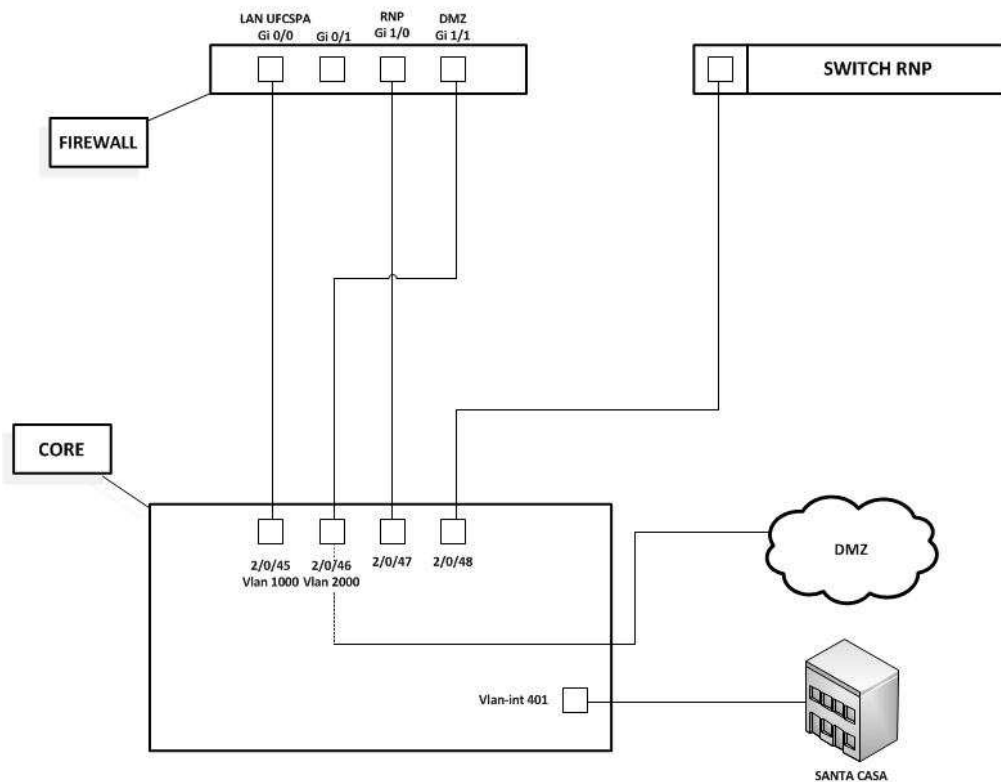 LAN UFCSPA
Gi 0/0
Gi 0/1
RNP
Gi 1/0
DMZ
Gi 1/1
SWITCH RNP
FIREWALL
CORE
2/0/45
Vlan 1000
2/0/46
Vlan 2000
2/0/47
2/0/48
DMZ
Vlan-int 401
SANTA CASA